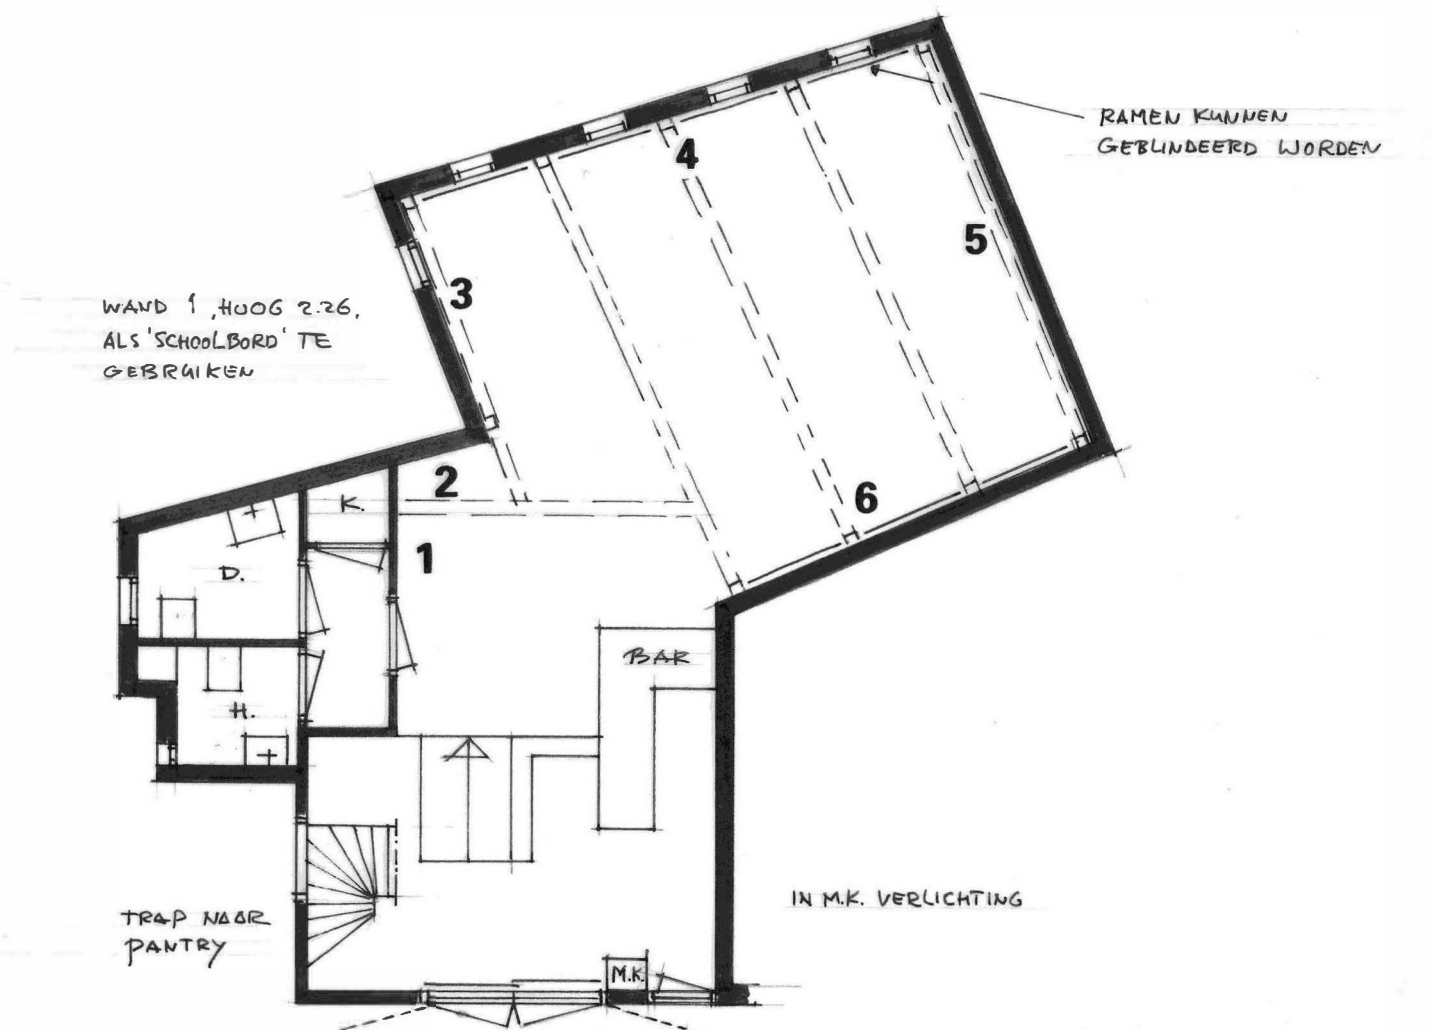 RAMEN KUNNEN
GEBLINDEERD WORDEN
4
5
3
WAND 1, HOOG 2.26,
ALS 'SCHOOLBORD' TE
GEBRUIKEN
2
K.
6
1
D.
BAR
H.
IN M.K. VERLICHTING
TRAP NAAR
PANTRY
M.K.